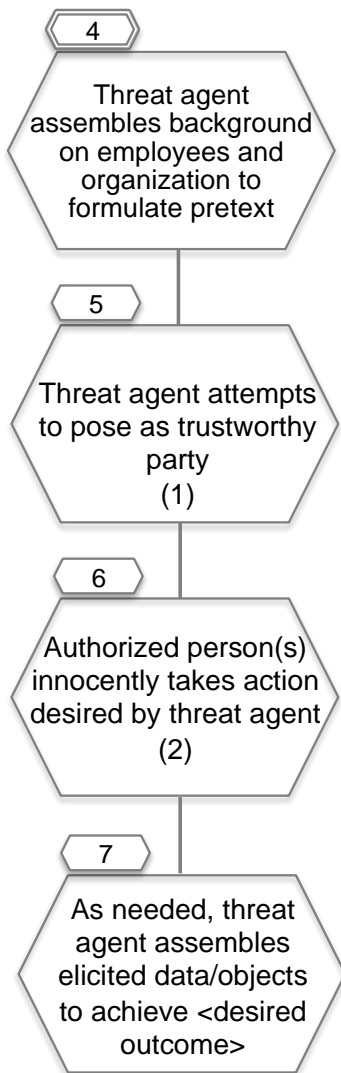 4
Threat agent
assembles background
on employees and
organization to
formulate pretext
5
Threat agent attempts
to pose as trustworthy
party
(1)
6
Authorized person(s)
innocently takes action
desired by threat agent
(2)
7
As needed, threat
agent assembles
elicited data/objects
to achieve <desired
outcome>